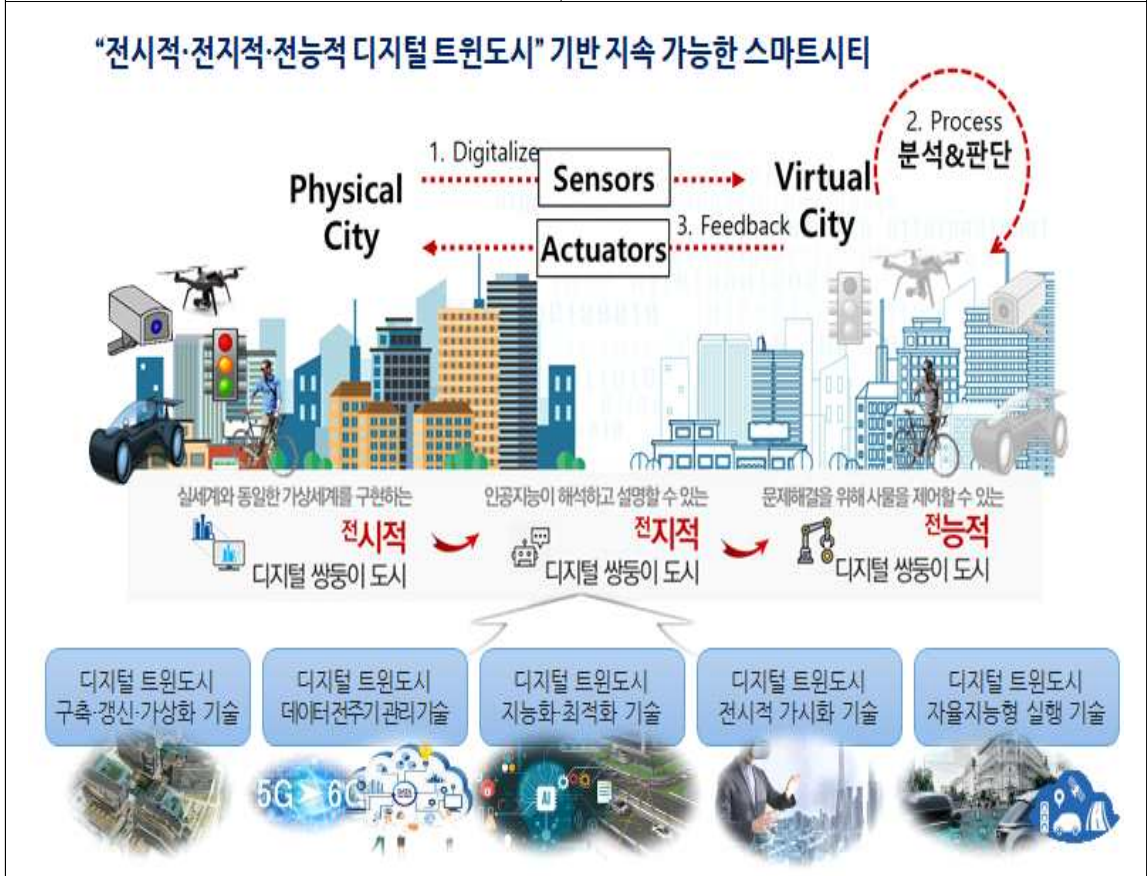 “전시적·전지적·전능적 디지털 트윈도시” 기반 지속 가능한 스마트시티
1. Digitalize
Sensors
Physical
City
Virtual
City
2. Process
분석&판단
3. Feedback
Actuators
실세계와 동일한 가상세계를 구현하는
전시적
디지털 쌍둥이 도시
인공지능이 해석하고 설명할 수 있는
전지적
디지털 쌍둥이 도시
문제해결을 위해 사물을 제어할 수 있는
전능적
디지털 쌍둥이 도시
디지털 트윈도시
구축·갱신·가상화 기술
디지털 트윈도시
데이터 전주기 관리기술
디지털 트윈도시
지능화·최적화 기술
디지털 트윈도시
전시적 가시화 기술
디지털 트윈도시
자율지능형 실행 기술
5G
6G
AI